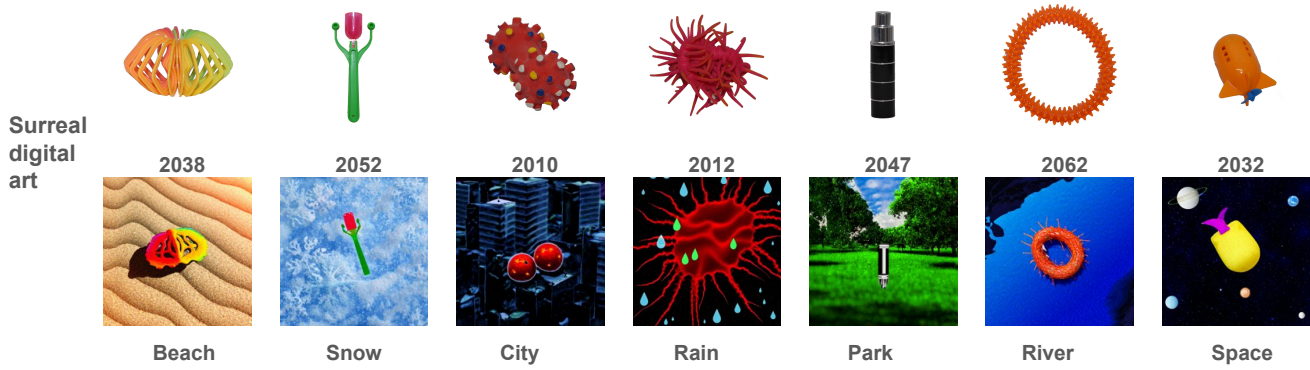 Surreal
digital
art
2038 2052 2010 2012 2047 2062 2032
Beach Snow City Rain Park River Space